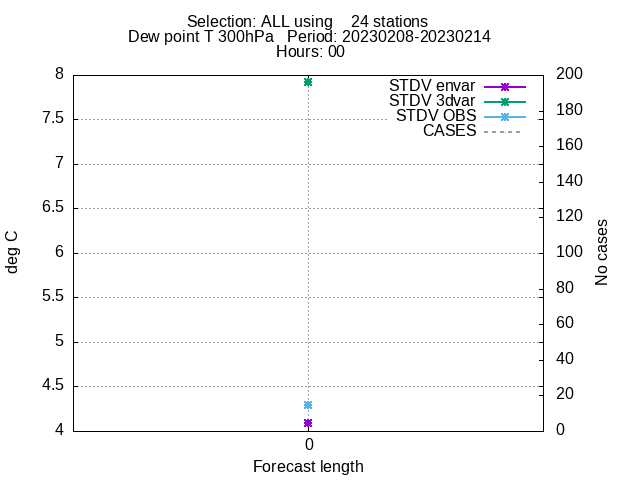 Selection: ALL using    24 stations
Dew point T 300hPa   Period: 20230208-20230214
Hours: 00
STDV envar
STDV 3dvar
STDV OBS
CASES
8
7.5
7
6.5
6
5.5
5
4.5
4
deg C
200
180
160
140
120
100
80
60
40
20
0
No cases
0
Forecast length